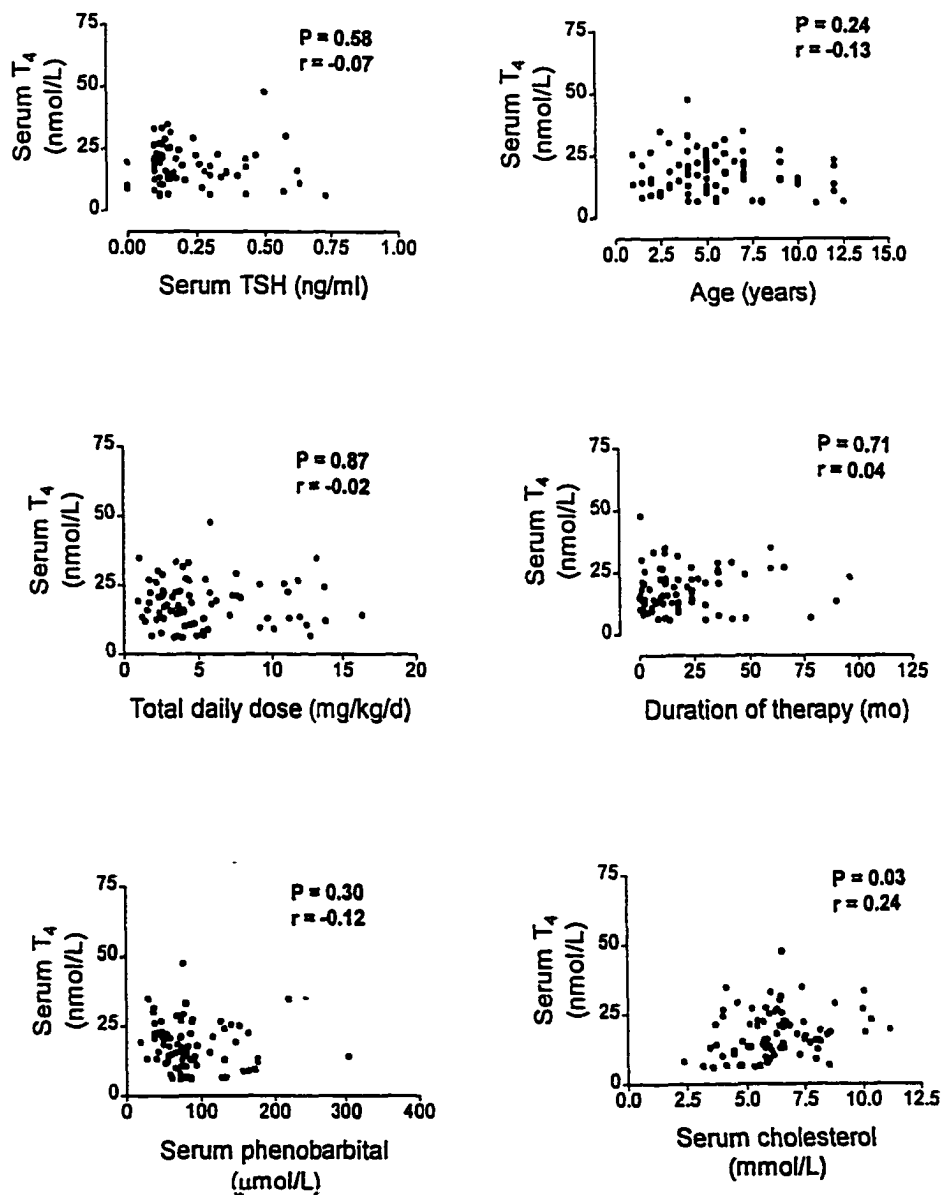 75
50
25
0
Serum T4
(nmol/L)
P = 0.58
r = -0.07
0.00 0.25 0.50 0.75 1.00
Serum TSH (ng/ml)
75
50
25
0
Serum T4
(nmol/L)
P = 0.24
r = -0.13
0.0 2.5 5.0 7.5 10.0 12.5 15.0
Age (years)
75
50
25
0
Serum T4
(nmol/L)
P = 0.87
r = -0.02
0 5 10 15 20
Total daily dose (mg/kg/d)
75
50
25
0
Serum T4
(nmol/L)
P = 0.71
r = 0.04
0 25 50 75 100 125
Duration of therapy (mo)
75
50
25
0
Serum T4
(nmol/L)
P = 0.30
r = -0.12
0 100 200 300 400
Serum phenobarbital
(µmol/L)
75
50
25
0
Serum T4
(nmol/L)
P = 0.03
r = 0.24
0.0 2.5 5.0 7.5 10.0 12.5
Serum cholesterol
(mmol/L)